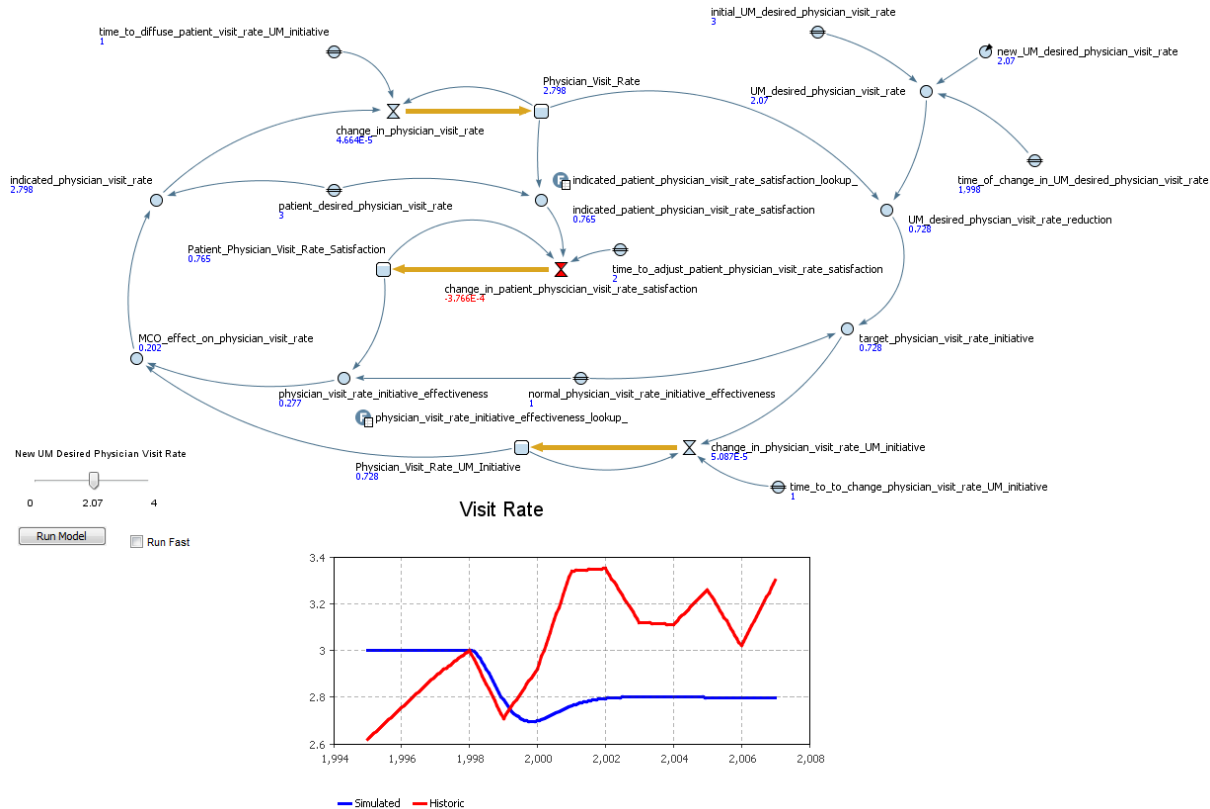 initial_UM_desired_physician_visit_rate
3
time_to_diffuse_patient_visit_rate_UM_initiative
1
new_UM_desired_physician_visit_rate
2.07
Physician_Visit_Rate
2.798
UM_desired_physician_visit_rate
2.07
change_in_physician_visit_rate
4.664E-5
indicated_physician_visit_rate
2.798
indicated_patient_physician_visit_rate_satisfaction_lookup_
time_of_change_in_UM_desired_physician_visit_rate
1,998
patient_desired_physician_visit_rate
3
indicated_patient_physician_visit_rate_satisfaction
0.765
UM_desired_physcian_visit_rate_reduction
0.728
Patient_Physician_Visit_Rate_Satisfaction
0.765
time_to_adjust_patient_physician_visit_rate_satisfaction
2
change_in_patient_physcician_visit_rate_satisfaction
-3.766E-4
MCO_effect_on_physician_visit_rate
0.202
target_physician_visit_rate_initiative
0.728
physician_visit_rate_initiative_effectiveness
0.277
normal_physician_visit_rate_initiative_effectiveness
1
F
physician_visit_rate_initiative_effectiveness_lookup_
change_in_physician_visit_rate_UM_initiative
5.087E-5
New UM Desired Physician Visit Rate
Physician_Visit_Rate_UM_Initiative
0.728
time_to_to_change_physician_visit_rate_UM_initiative
1
0 2.07 4
Run Model
Run Fast
Visit Rate
3.4
3.2
3
2.8
2.6
1,994 1,996 1,998 2,000 2,002 2,004 2,006 2,008
Simulated Historic